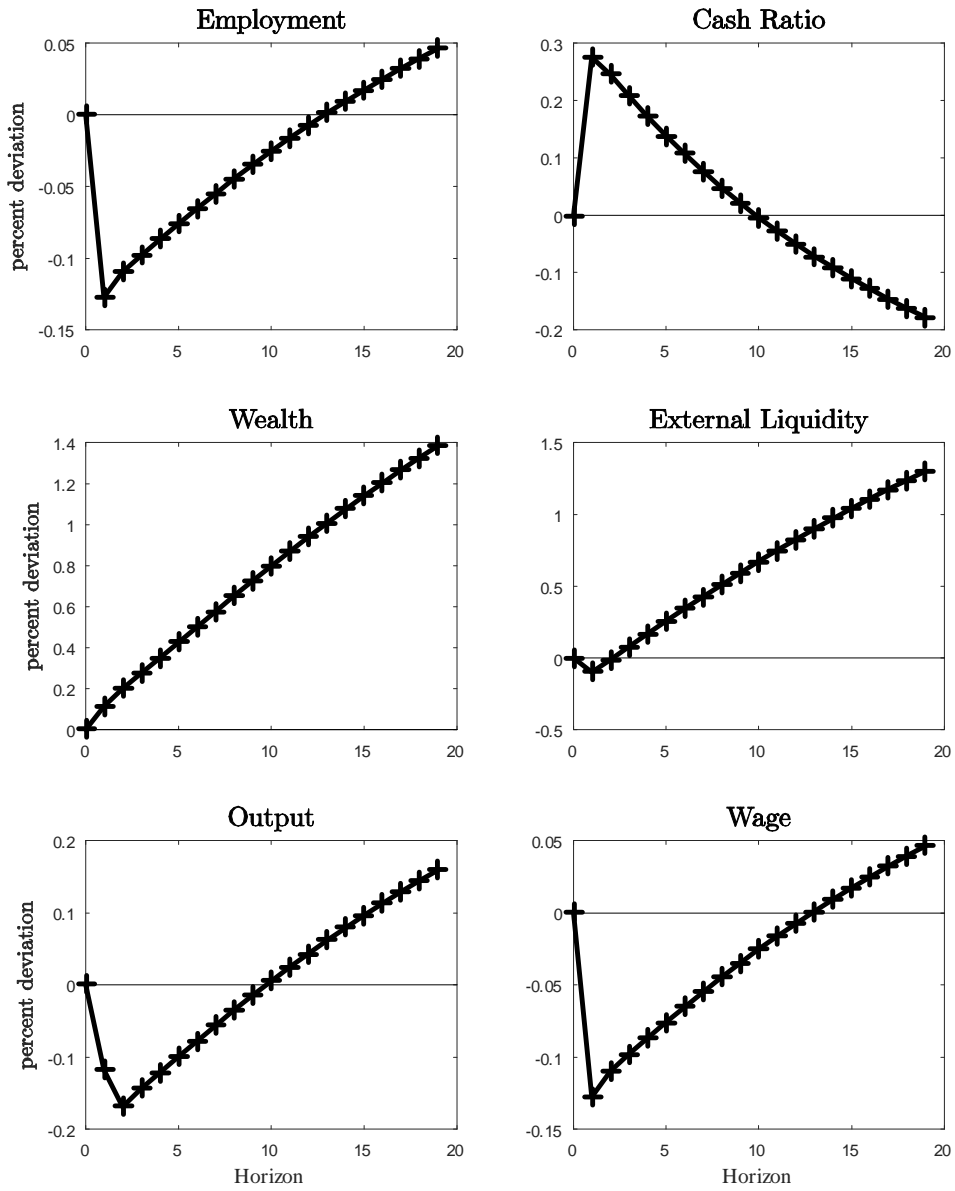 Employment
percent deviation
0.05
0
-0.05
-0.1
-0.15
0 5 10 15 20
Cash Ratio
0.3
0.2
0.1
0
-0.1
-0.2
0 5 10 15 20
Wealth
percent deviation
1.4
1.2
1
0.8
0.6
0.4
0.2
0
0 5 10 15 20
External Liquidity
1.5
1
0.5
0
-0.5
0 5 10 15 20
Output
percent deviation
0.2
0.1
0
-0.1
-0.2
0 5 10 15 20
Horizon
Wage
0.05
0
-0.05
-0.1
-0.15
0 5 10 15 20
Horizon